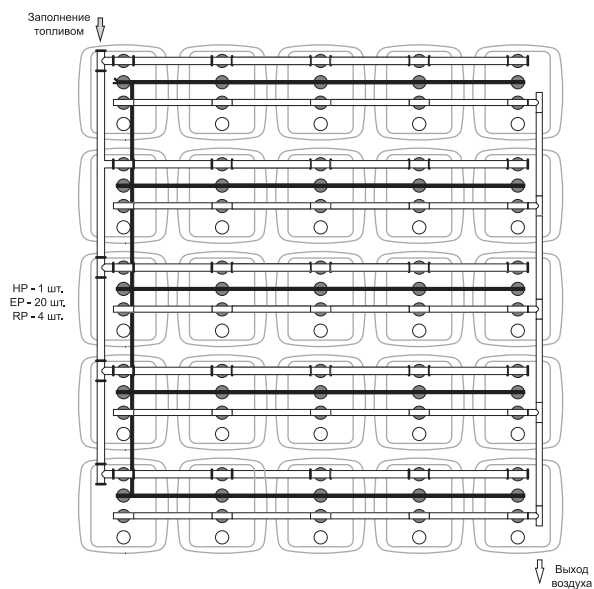 Заполнение
топливом
HP - 1 шт.
EP - 20 шт.
RP - 4 шт.
Выход
воздуха